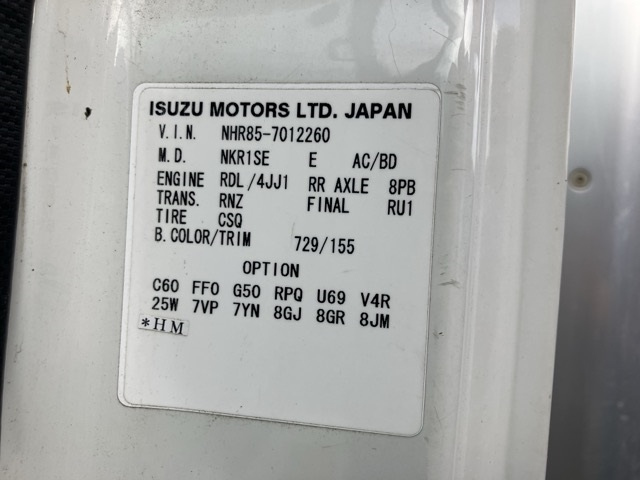 ISUZU MOTORS LTD. JAPAN
V.I.N. NHR85-7012260
M.D. NKR1SE E AC/BD
ENGINE RDL/4JJ1 RR AXLE 8PB
TRANS. RNZ FINAL RU1
TIRE CSQ
B.COLOR/TRIM 729/155
OPTION
C60 FF0 G50 RPQ U69 V4R
25W 7VP 7YN 8GJ 8GR 8JM
*HM